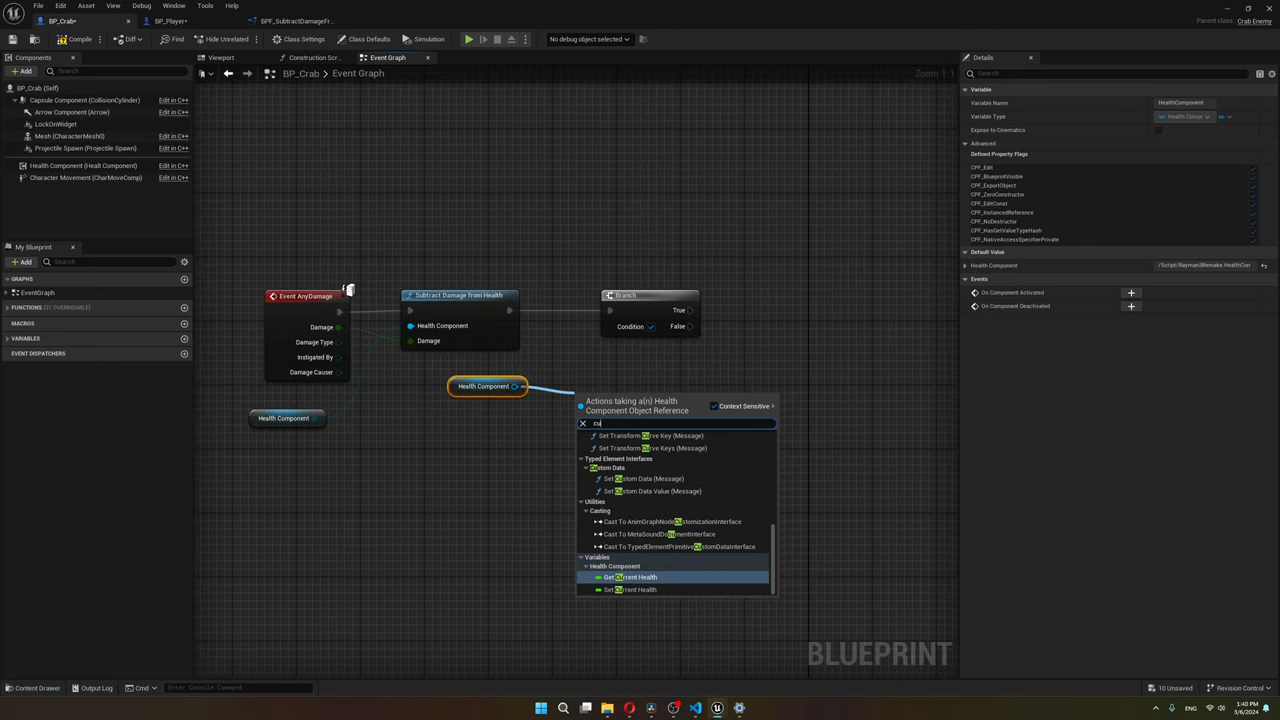 File Edit Asset View Debug Window Tools Help
BP_Crab* BP_Player* BPF_SubtractDamageFr...
Parent class: Crab Enemy
Compile Diff Find Hide Unrelated Class Settings Class Defaults Simulation No debug object selected
Components
Viewport Construction Scr... Event Graph
Details
Add Search
BP_Crab > Event Graph
Zoom 1:1
Search
BP_Crab (Self)
Capsule Component (CollisionCylinder) Edit in C++
Arrow Component (Arrow) Edit in C++
LockOnWidget
Mesh (CharacterMesh0) Edit in C++
Projectile Spawn (Projectile Spawn) Edit in C++
Health Component (Healt Component) Edit in C++
Character Movement (CharMoveComp) Edit in C++
My Blueprint
Add Search
GRAPHS
EventGraph
FUNCTIONS (31 OVERRIDABLE)
MACROS
VARIABLES
EVENT DISPATCHERS
Event AnyDamage
Damage
Damage Type
Instigated By
Damage Causer
Health Component
Subtract Damage from Health
Health Component
Damage
Branch
True
Condition False
Health Component
Actions taking a(n) Health
Component Object Reference
Context Sensitive
cu
Set Transform Curve Key (Message)
Set Transform Curve Keys (Message)
Typed Element Interfaces
Custom Data
Set Custom Data (Message)
Set Custom Data Value (Message)
Utilities
Casting
Cast To AnimGraphNodeCustomizationInterface
Cast To MetaSoundDocumentInterface
Cast To TypedElementPrimitiveCustomDataInterface
Variables
Health Component
Get Current Health
Set Current Health
BLUEPRINT
Variable
Variable Name HealthComponent
Variable Type Health Compo
Expose to Cinematics
Advanced
Defined Property Flags
CPF_Edit
CPF_BlueprintVisible
CPF_ExportObject
CPF_ZeroConstructor
CPF_EditConst
CPF_InstancedReference
CPF_NoDestructor
CPF_HasGetValueTypeHash
CPF_NativeAccessSpecifierPrivate
Default Value
Health Component /Script/Rayman3Remake.HealthCon
Events
On Component Activated
On Component Deactivated
Content Drawer Output Log Cmd Enter Console Command
10 Unsaved Revision Control
ENG
1:40 PM
3/6/2024